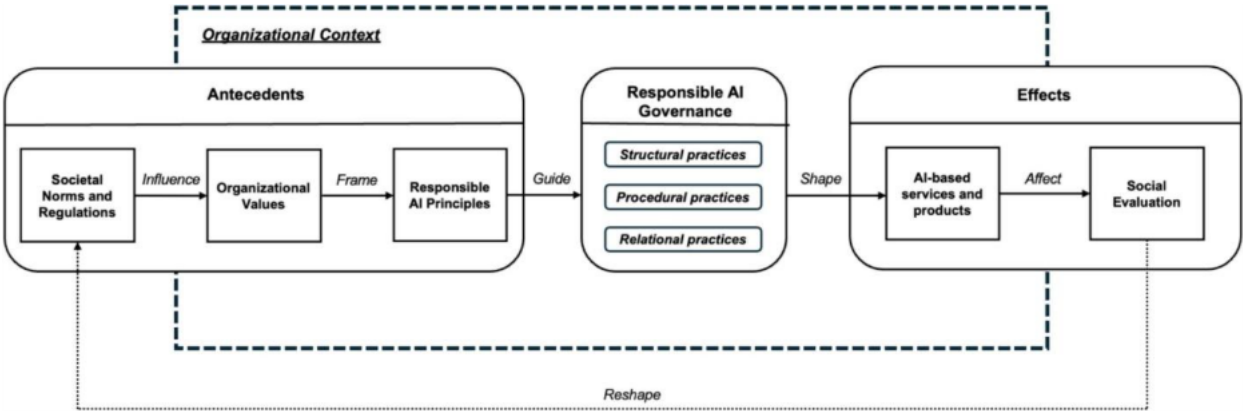 Organizational Context
Antecedents
Societal
Norms and
Regulations
Influence
Organizational
Values
Frame
Responsible
AI Principles
Guide
Responsible AI
Governance
Structural practices
Procedural practices
Relational practices
Shape
Effects
AI-based
services and
products
Affect
Social
Evaluation
Reshape